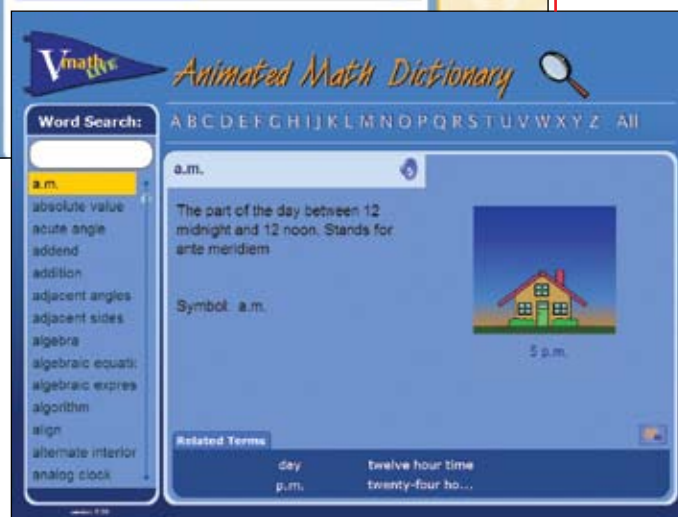 Vmath
LIVE
Animated Math Dictionary
Word Search:
A B C D E F G H I J K L M N O P Q R S T U V W X Y Z All
a.m.
absolute value
acute angle
addend
addition
adjacent angles
adjacent sides
algebra
algebraic equati
algebraic expres
algorithm
align
alternate interior
analog clock
a.m.
The part of the day between 12
midnight and 12 noon. Stands for
ante meridiem
Symbol: a.m.
5 p.m.
Related Terms
day twelve hour time
p.m. twenty-four ho...